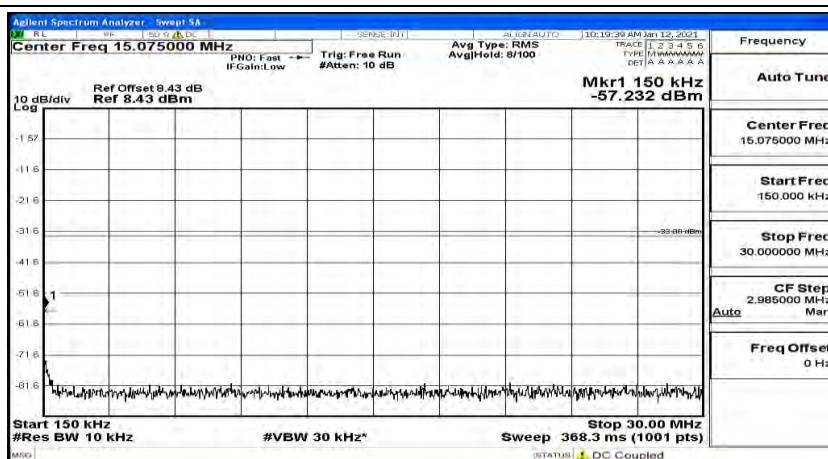 Agilent Spectrum Analyzer - Swept SA
RL RF 50 Ω DC SENSE:INT ALIGN AUTO 10:19:39 AM Jan 12, 2021
Center Freq 15.075000 MHz
PNO: Fast
IFGain:Low
Trig: Free Run
#Atten: 10 dB
Avg Type: RMS
Avg|Hold: 8/100
TRACE 1 2 3 4 5 6
TYPE
DET A A A A A A
Ref Offset 8.43 dB
10 dB/div Ref 8.43 dBm
Log
Mkr1 150 kHz
-57.232 dBm
-1.57
-11.6
-21.6
-31.6
-33.00 dBm
-41.6
-51.6
1
-61.6
-71.6
-81.6
Start 150 kHz
#Res BW 10 kHz
#VBW 30 kHz*
Stop 30.00 MHz
Sweep 368.3 ms (1001 pts)
MSG
STATUS DC Coupled
Frequency
Auto Tune
Center Freq
15.075000 MHz
Start Freq
150.000 kHz
Stop Freq
30.000000 MHz
CF Step
2.985000 MHz
Auto Man
Freq Offset
0 Hz